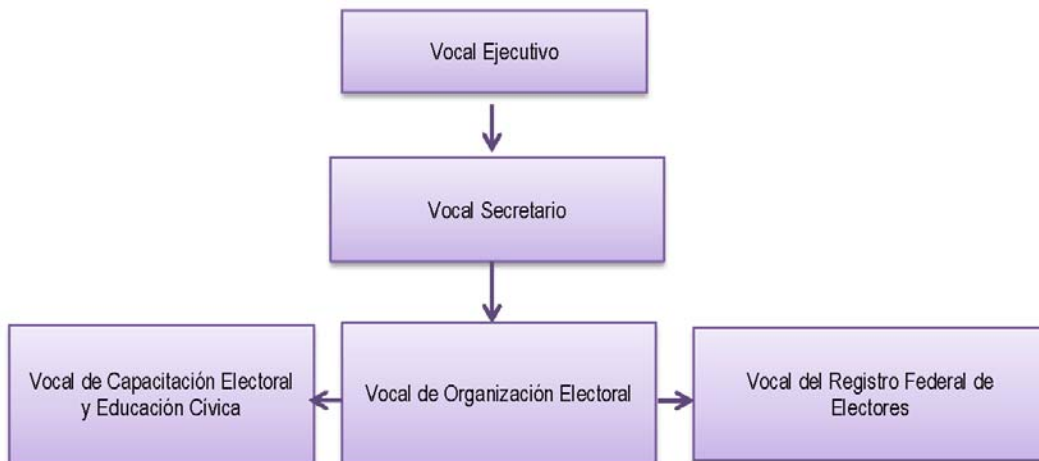 Vocal Ejecutivo
Vocal Secretario
Vocal de Capacitación Electoral
y Educación Cívica
Vocal de Organización Electoral
Vocal del Registro Federal de
Electores